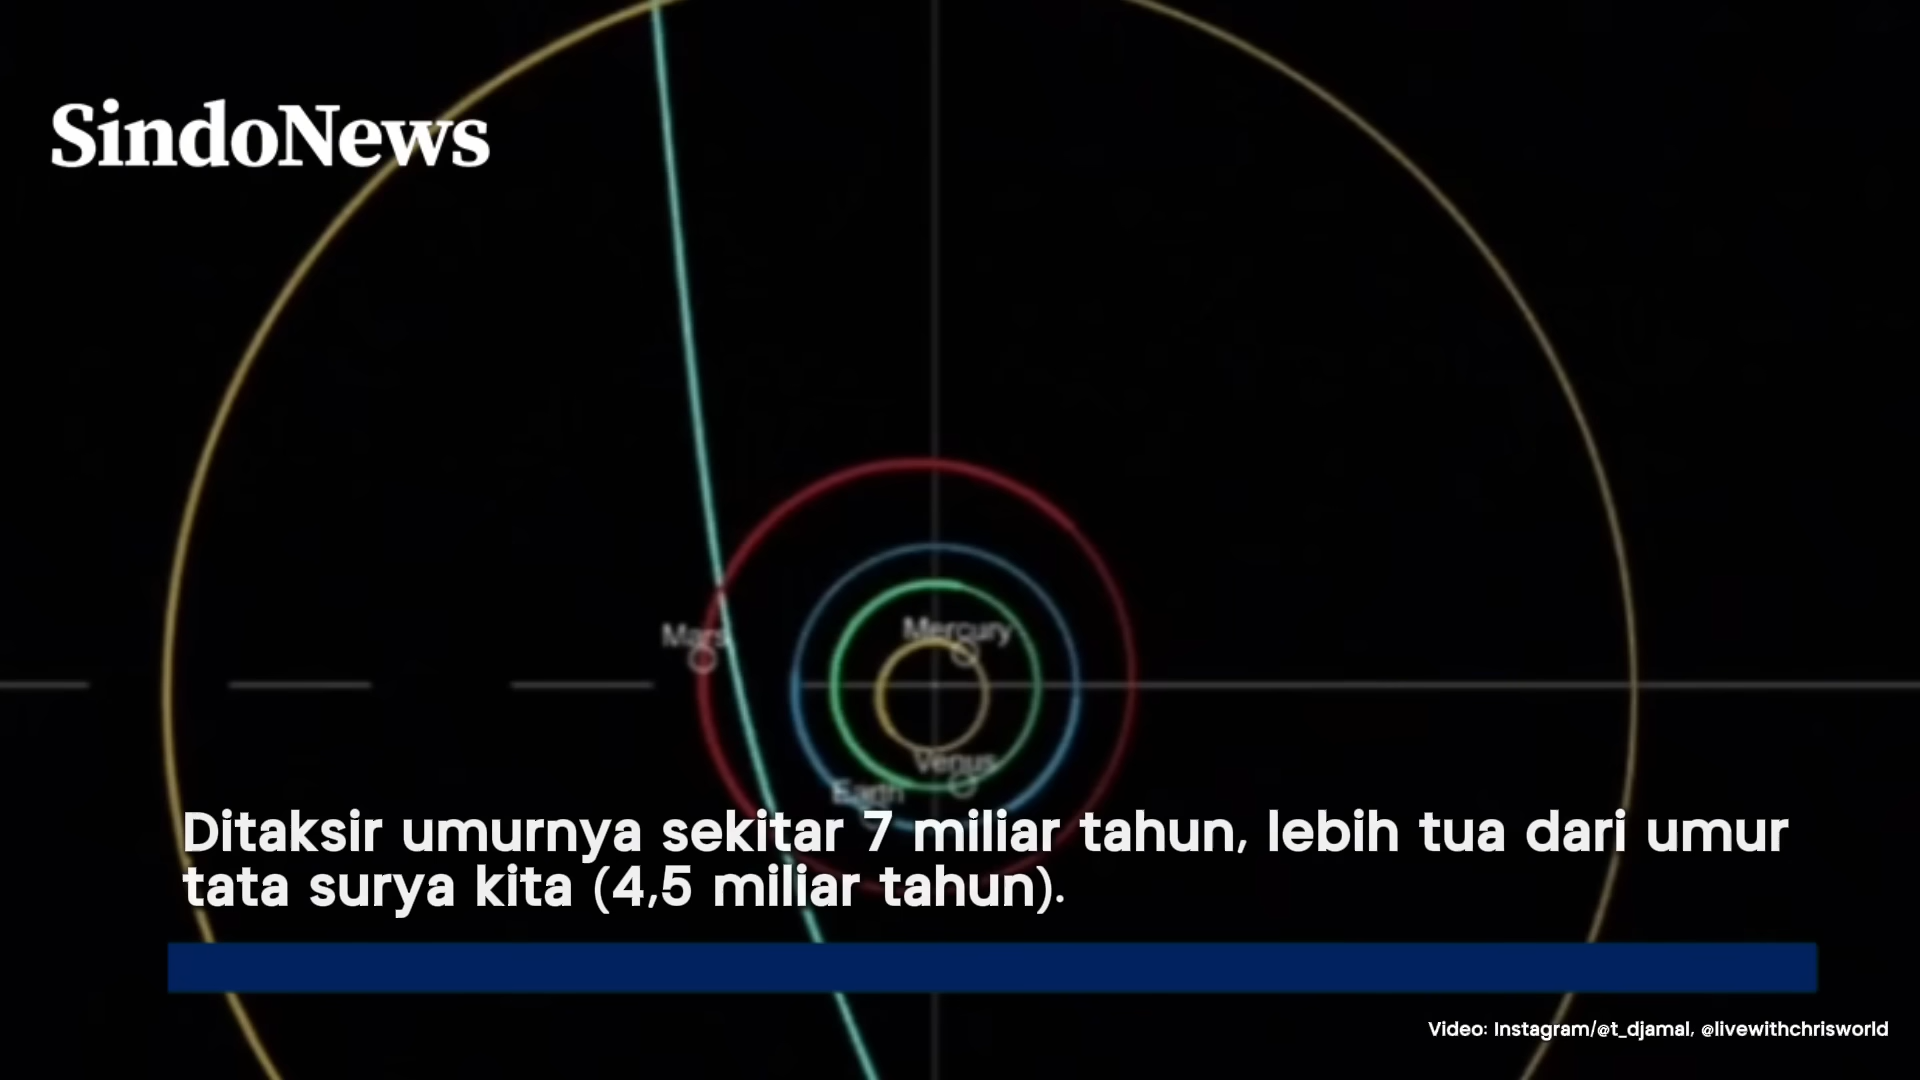 SindoNews
Mars
Mercury
Venus
Earth
Ditaksir umurnya sekitar 7 miliar tahun, lebih tua dari umur
tata surya kita (4,5 miliar tahun).
Video: Instagram/@t_djamal, @livewithchrisworld